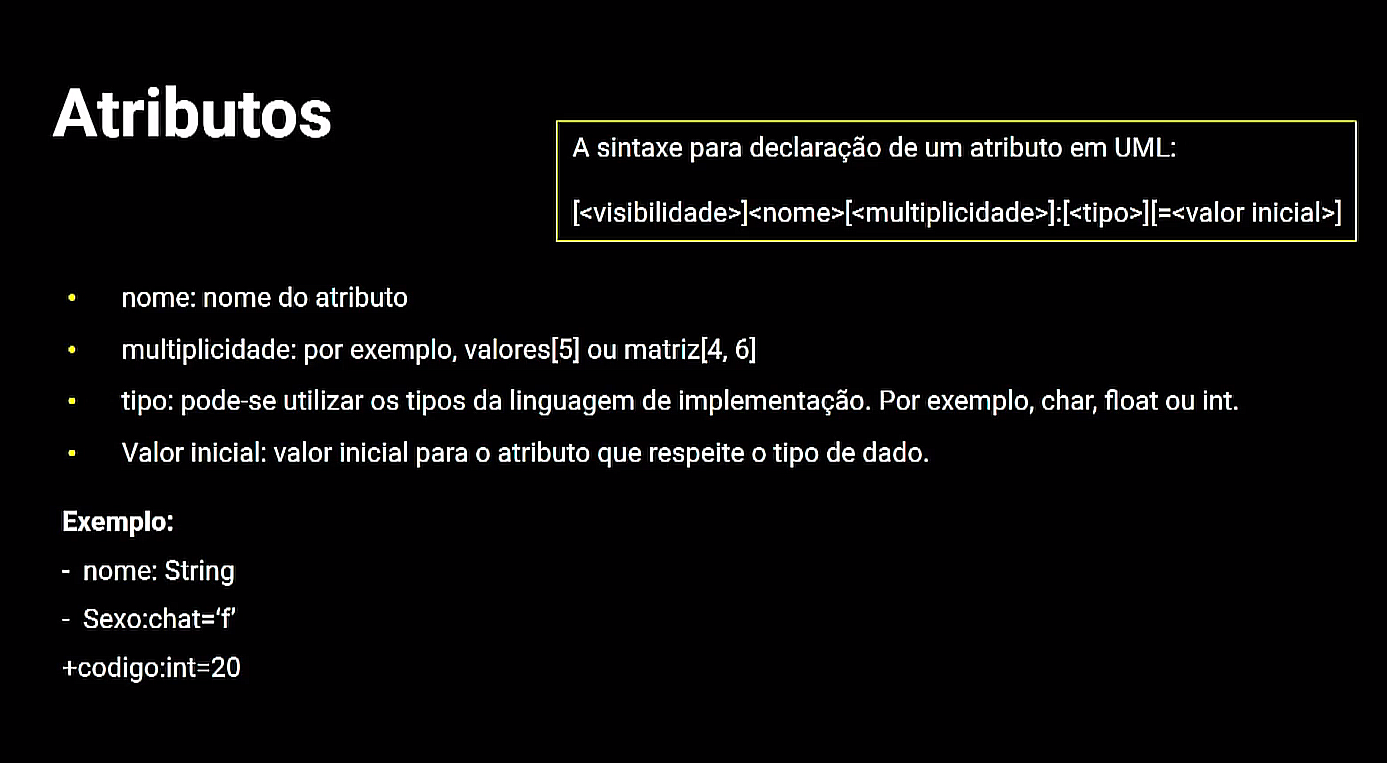 Atributos
A sintaxe para declaração de um atributo em UML:
[<visibilidade>]<nome>[<multiplicidade>]:[<tipo>][=<valor inicial>]
• nome: nome do atributo
• multiplicidade: por exemplo, valores[5] ou matriz[4, 6]
• tipo: pode-se utilizar os tipos da linguagem de implementação. Por exemplo, char, float ou int.
• Valor inicial: valor inicial para o atributo que respeite o tipo de dado.
Exemplo:
- nome: String
- Sexo:chat=‘f’
+codigo:int=20